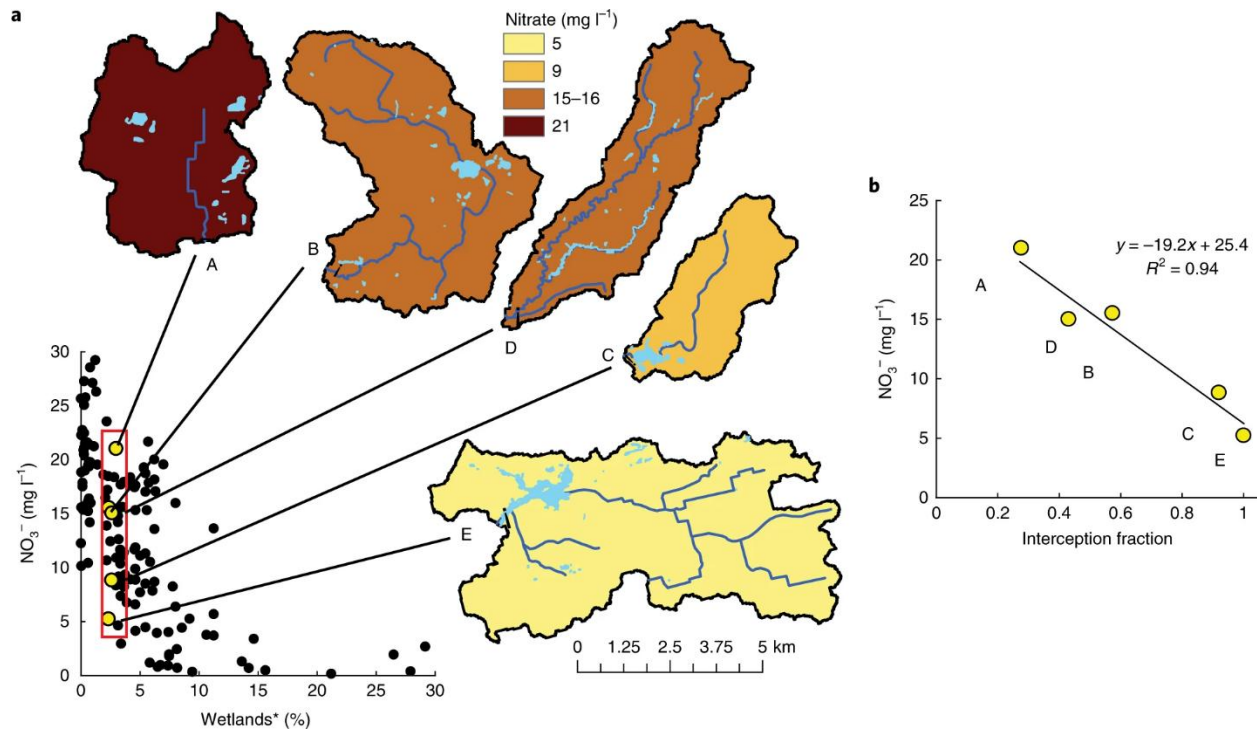 a
Nitrate (mg l⁻¹)
5
9
15–16
21
A
B
D
C
E
30
25
20
15
10
5
0
NO₃⁻ (mg l⁻¹)
0 5 10 15 20 25 30
Wetlands* (%)
0 1.25 2.5 3.75 5 km
b
25
20
15
10
5
0
NO₃⁻ (mg l⁻¹)
y = −19.2x + 25.4
R² = 0.94
A
D
B
C
E
0 0.2 0.4 0.6 0.8 1
Interception fraction